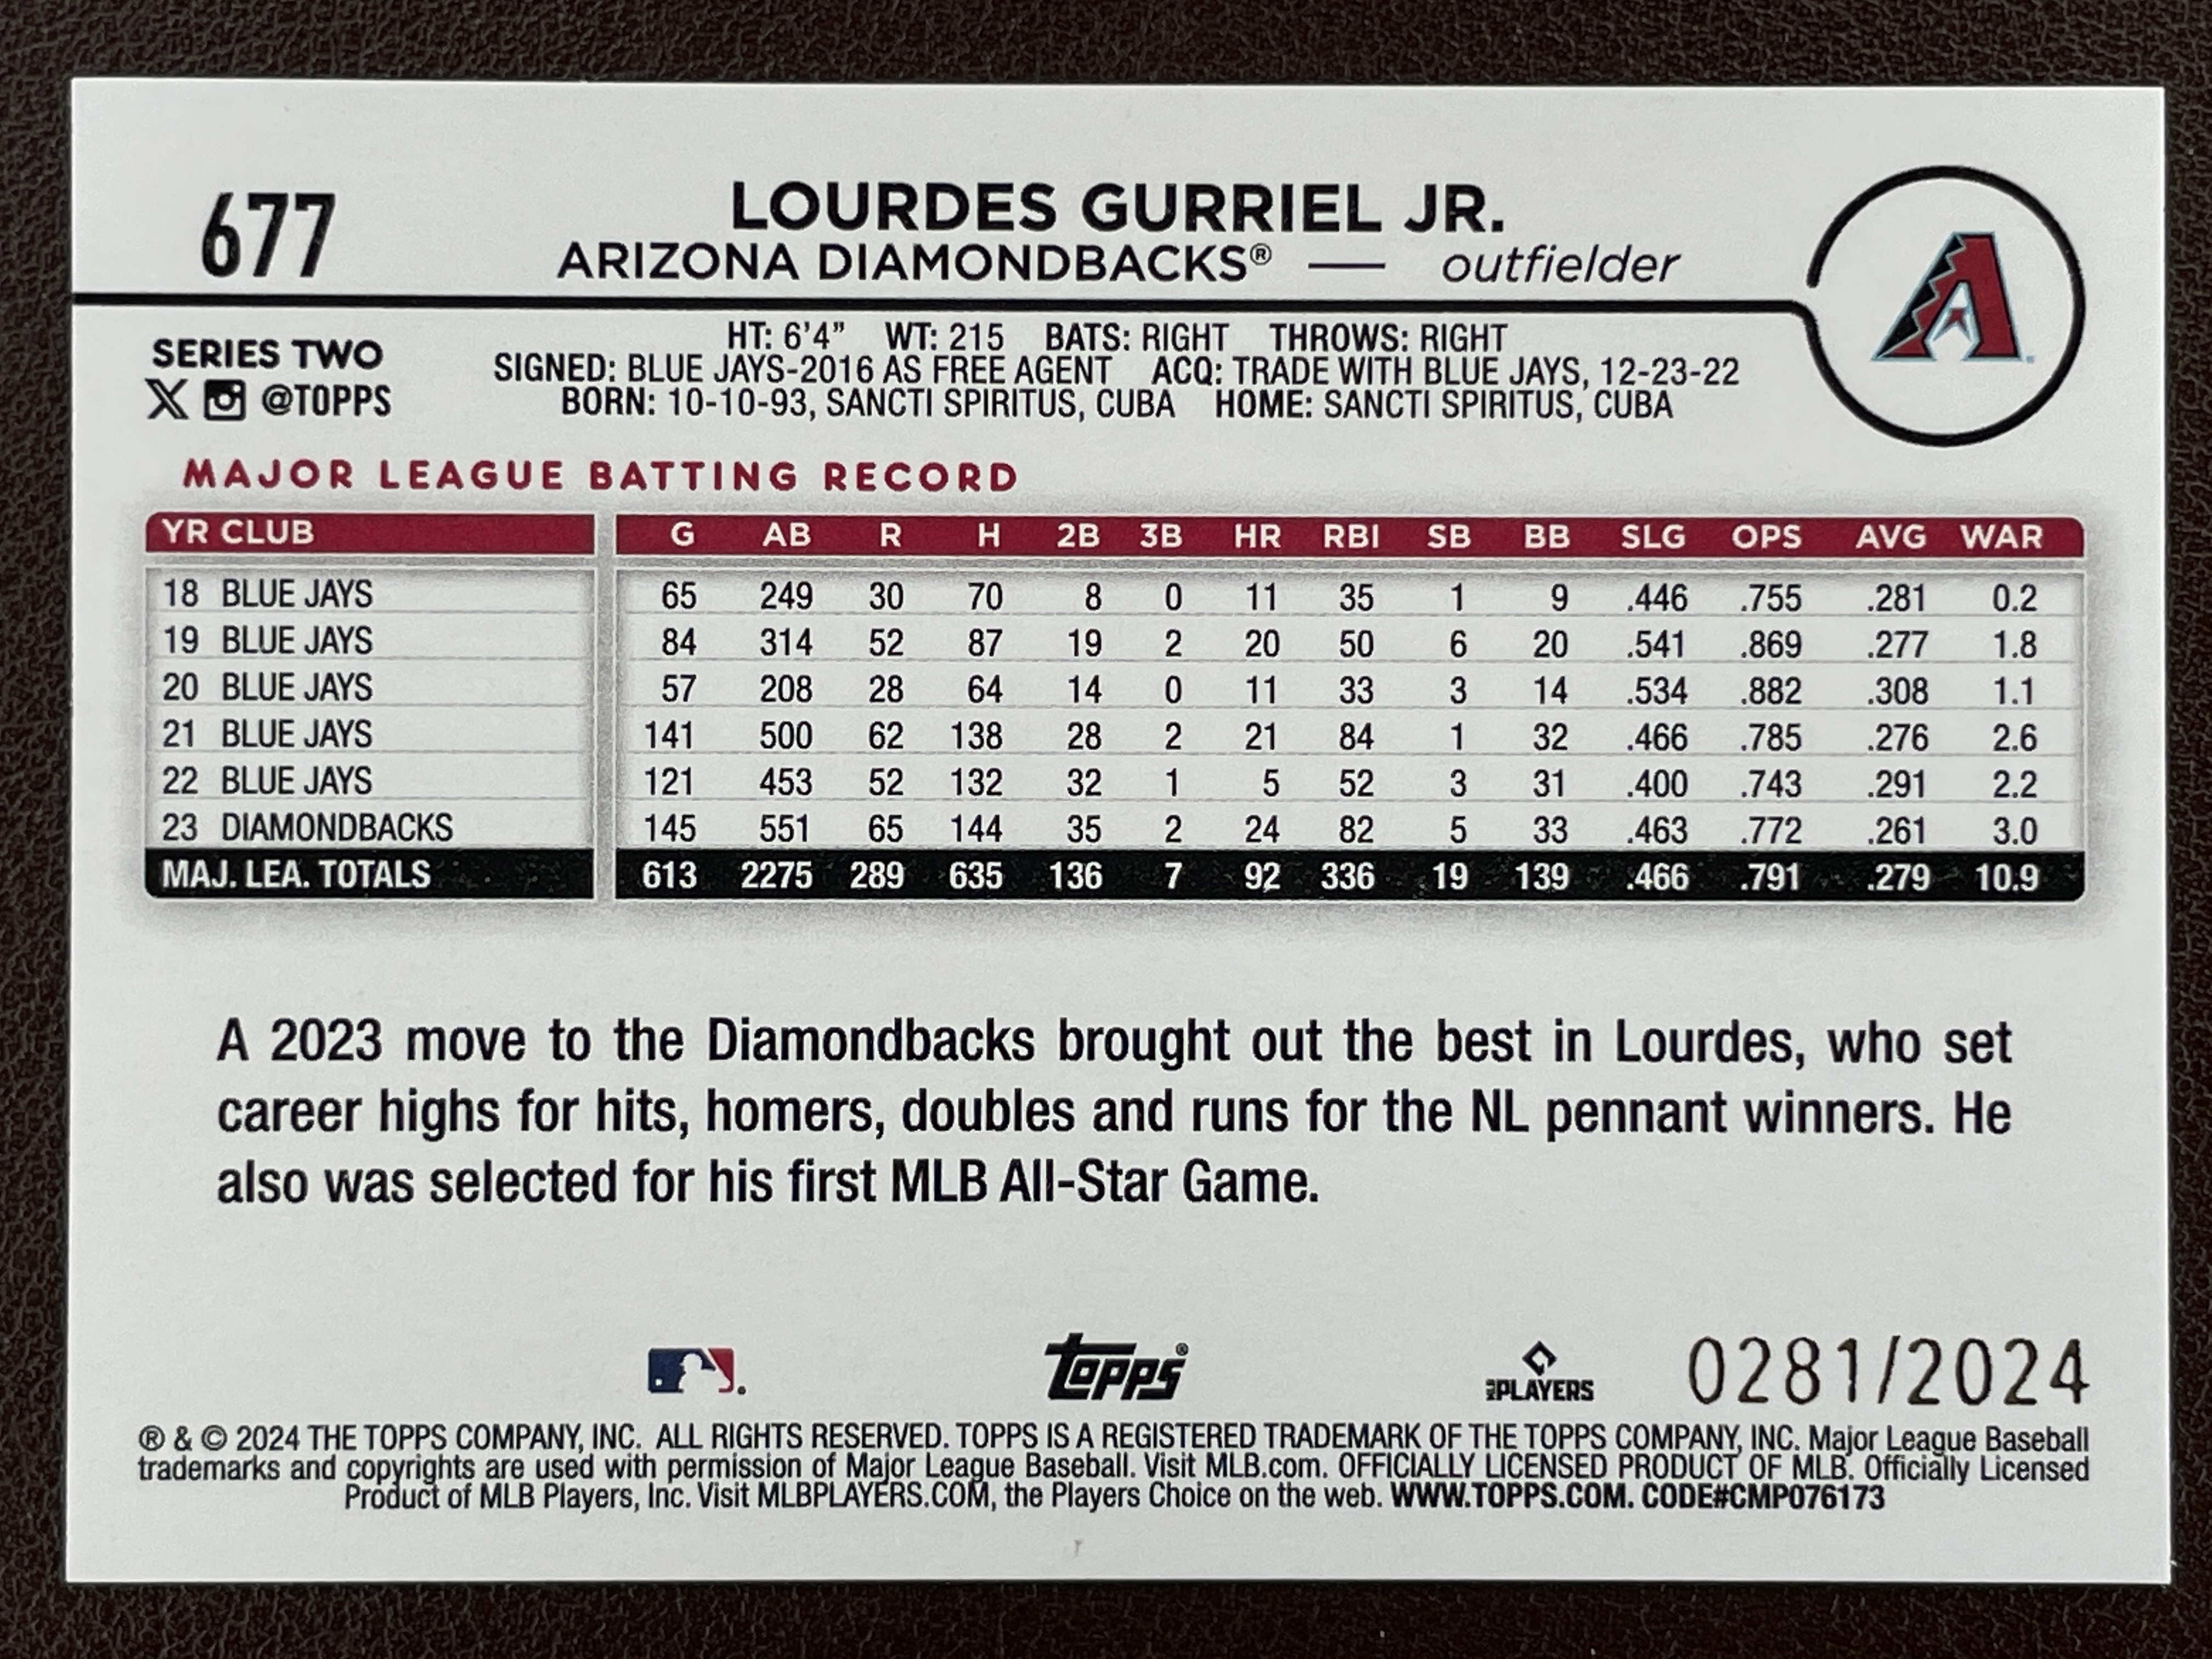 677
LOURDES GURRIEL JR.
ARIZONA DIAMONDBACKS® — outfielder
SERIES TWO
@TOPPS
HT: 6'4” WT: 215 BATS: RIGHT THROWS: RIGHT
SIGNED: BLUE JAYS-2016 AS FREE AGENT ACQ: TRADE WITH BLUE JAYS, 12-23-22
BORN: 10-10-93, SANCTI SPIRITUS, CUBA HOME: SANCTI SPIRITUS, CUBA
MAJOR LEAGUE BATTING RECORD
YR CLUB G AB R H 2B 3B HR RBI SB BB SLG OPS AVG WAR
18 BLUE JAYS 65 249 30 70 8 0 11 35 1 9 .446 .755 .281 0.2
19 BLUE JAYS 84 314 52 87 19 2 20 50 6 20 .541 .869 .277 1.8
20 BLUE JAYS 57 208 28 64 14 0 11 33 3 14 .534 .882 .308 1.1
21 BLUE JAYS 141 500 62 138 28 2 21 84 1 32 .466 .785 .276 2.6
22 BLUE JAYS 121 453 52 132 32 1 5 52 3 31 .400 .743 .291 2.2
23 DIAMONDBACKS 145 551 65 144 35 2 24 82 5 33 .463 .772 .261 3.0
MAJ. LEA. TOTALS 613 2275 289 635 136 7 92 336 19 139 .466 .791 .279 10.9
A 2023 move to the Diamondbacks brought out the best in Lourdes, who set
career highs for hits, homers, doubles and runs for the NL pennant winners. He
also was selected for his first MLB All-Star Game.
topps®
MLB PLAYERS
0281/2024
® & © 2024 THE TOPPS COMPANY, INC. ALL RIGHTS RESERVED. TOPPS IS A REGISTERED TRADEMARK OF THE TOPPS COMPANY, INC. Major League Baseball
trademarks and copyrights are used with permission of Major League Baseball. Visit MLB.com. OFFICIALLY LICENSED PRODUCT OF MLB. Officially Licensed
Product of MLB Players, Inc. Visit MLBPLAYERS.COM, the Players Choice on the web. WWW.TOPPS.COM. CODE#CMP076173